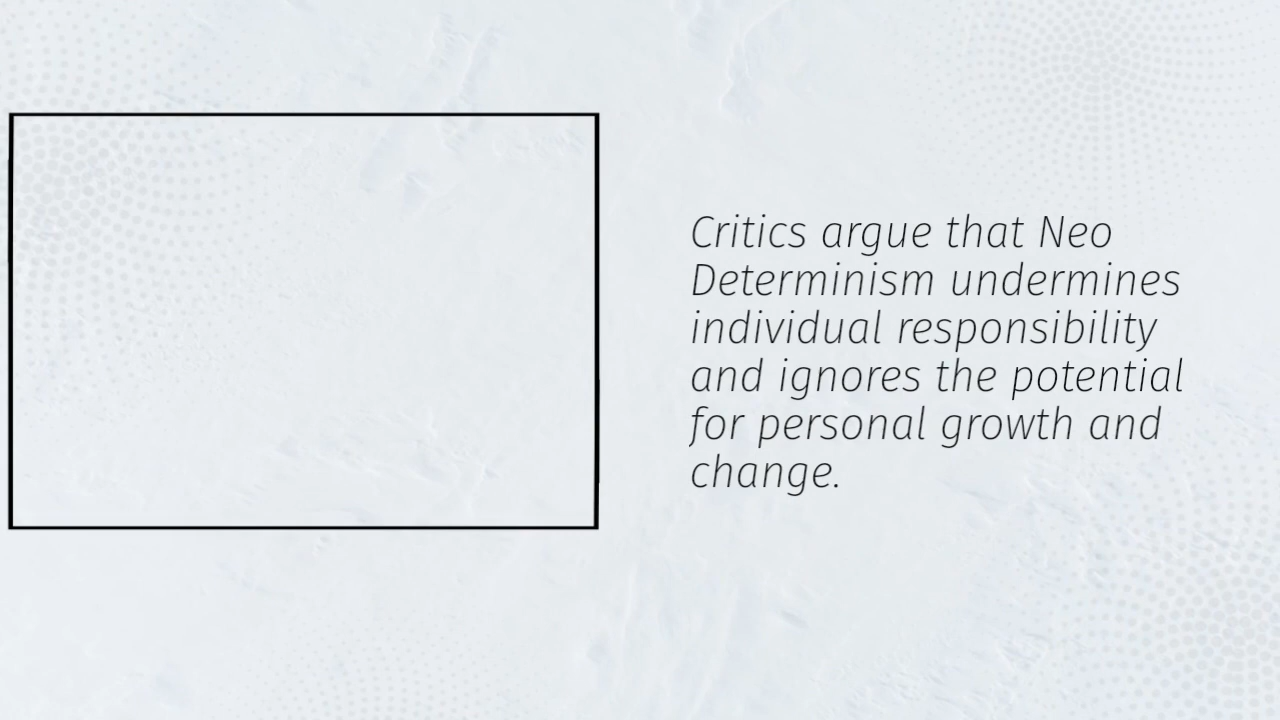 Critics argue that Neo
Determinism undermines
individual responsibility
and ignores the potential
for personal growth and
change.